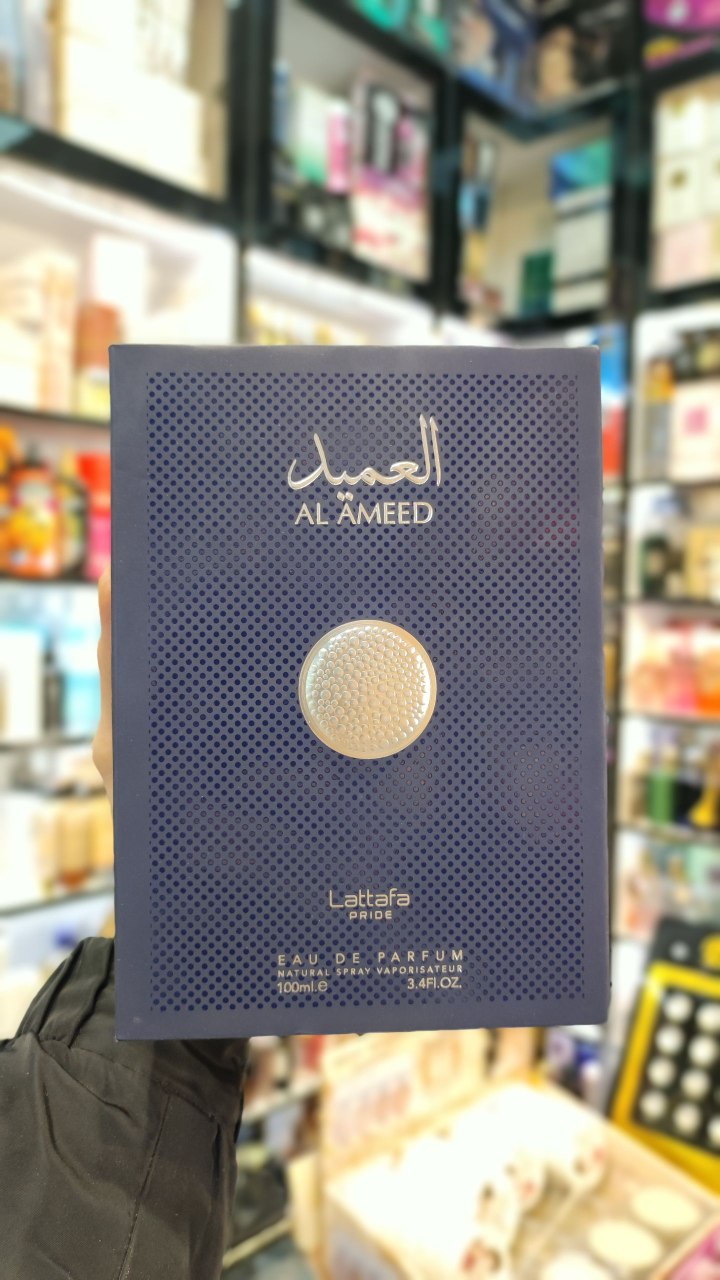 العميد
AL AMEED
Lattafa
PRIDE
EAU DE PARFUM
NATURAL SPRAY VAPORISATEUR
100ml.e 3.4Fl.OZ.